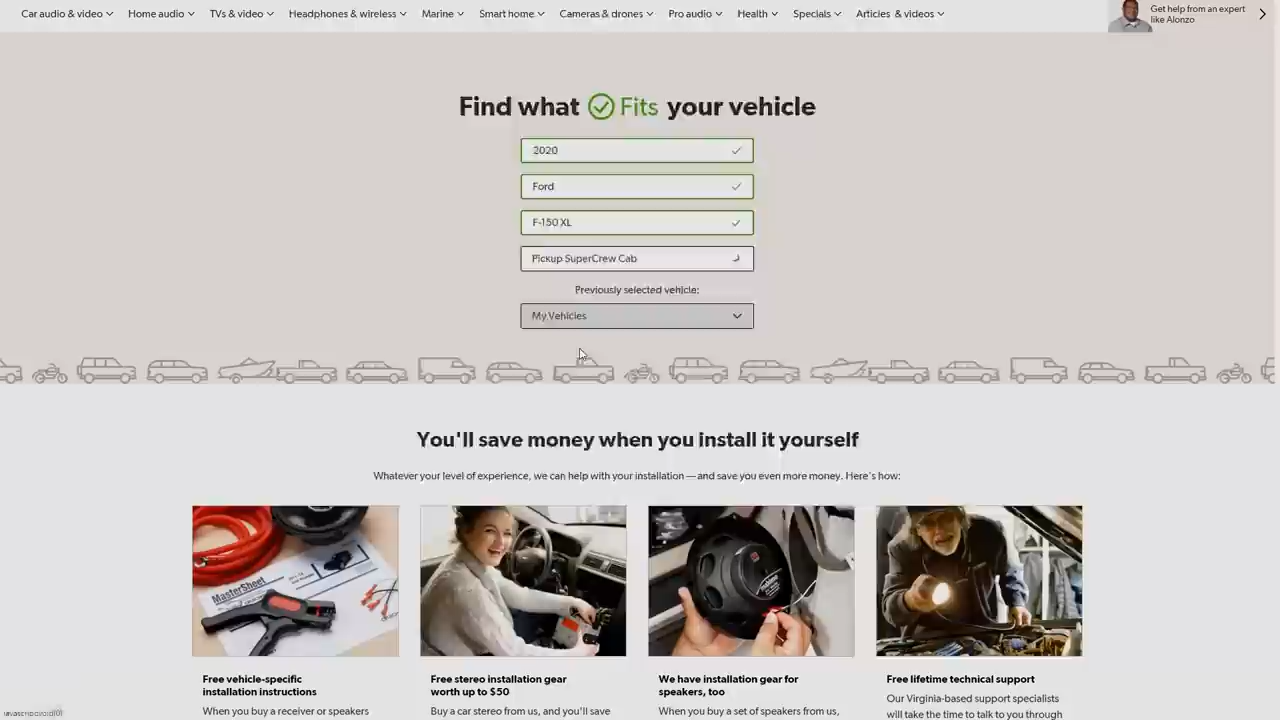 Car audio & video
Home audio
TVs & video
Headphones & wireless
Marine
Smart home
Cameras & drones
Pro audio
Health
Specials
Articles & videos
Get help from an expert
like Alonzo
Find what Fits your vehicle
2020
Ford
F-150 XL
Pickup SuperCrew Cab
Previously selected vehicle:
My Vehicles
You'll save money when you install it yourself
Whatever your level of experience, we can help with your installation — and save you even more money. Here's how:
MasterSheet
Free vehicle-specific
installation instructions
When you buy a receiver or speakers
Free stereo installation gear
worth up to $50
Buy a car stereo from us, and you'll save
We have installation gear for
speakers, too
When you buy a set of speakers from us,
Free lifetime technical support
Our Virginia-based support specialists
will take the time to talk to you through